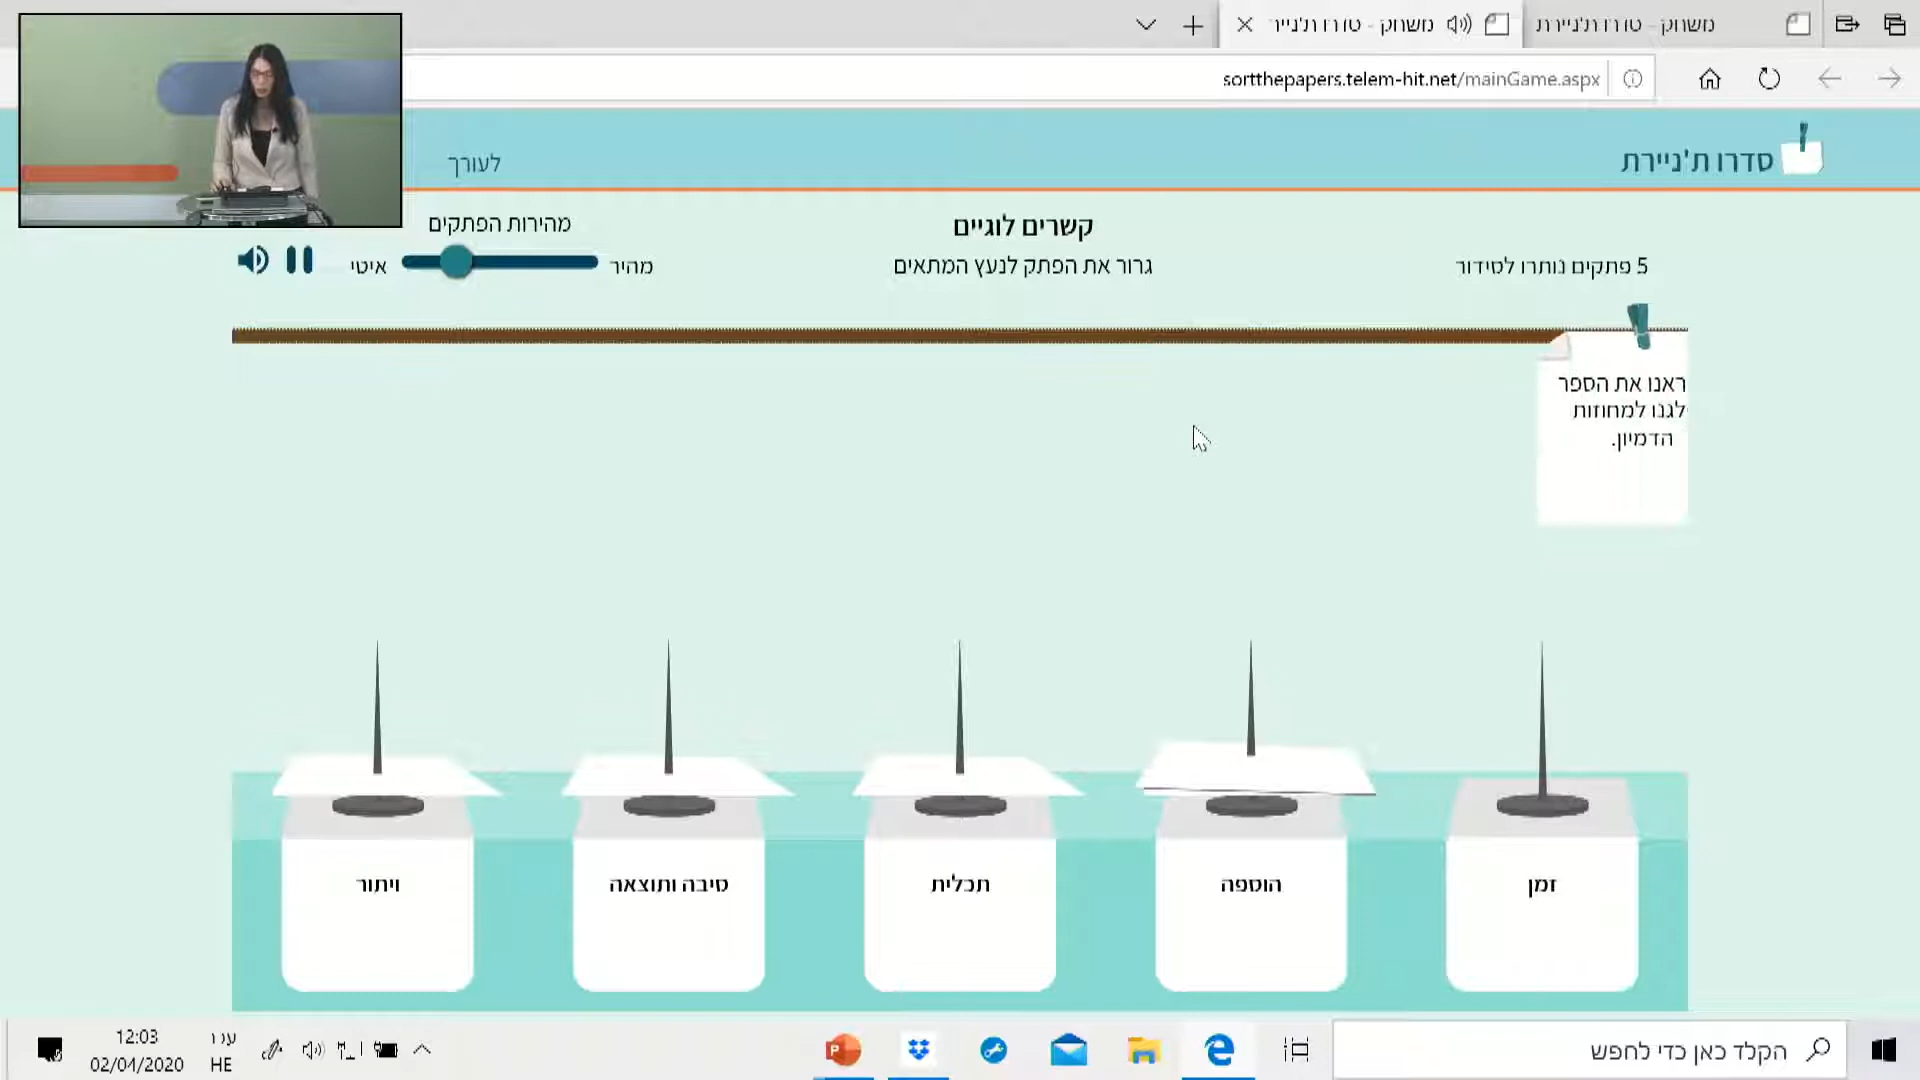 משחק - סדרו ת'ניירת
משחק - סדרו ת'נייר
sortthepapers.telem-hit.net/mainGame.aspx
סדרו ת'ניירת
לעורך
קשרים לוגיים
גרור את הפתק לנעץ המתאים
5 פתקים נותרו לסידור
מהירות הפתקים
מהיר
איטי
ראנו את הספר
לגנו למחוזות
הדמיון.
זמן
הוספה
תכלית
סיבה ותוצאה
ויתור
הקלד כאן כדי לחפש
עבר
HE
12:03
02/04/2020